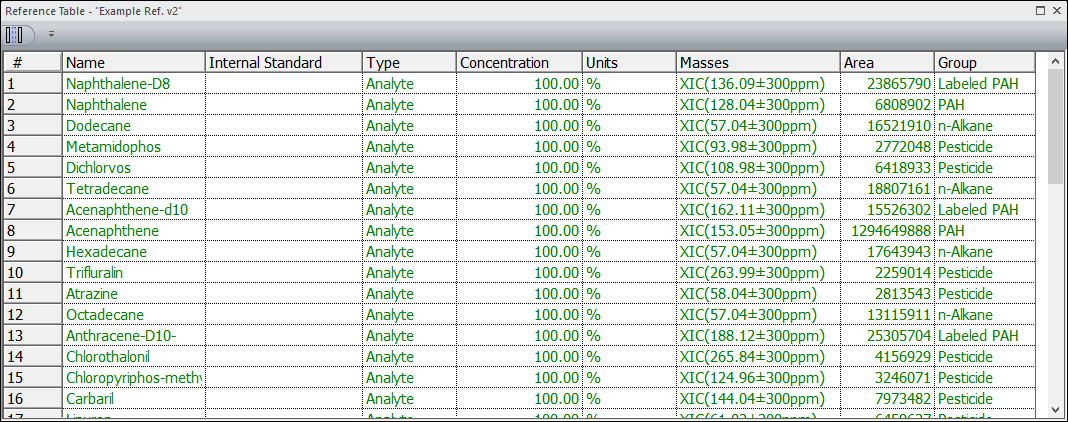 Reference Table - "Example Ref. v2"
# Name Internal Standard Type Concentration Units Masses Area Group
1 Naphthalene-D8 Analyte 100.00 % XIC(136.09±300ppm) 23865790 Labeled PAH
2 Naphthalene Analyte 100.00 % XIC(128.04±300ppm) 6808902 PAH
3 Dodecane Analyte 100.00 % XIC(57.04±300ppm) 16521910 n-Alkane
4 Metamidophos Analyte 100.00 % XIC(93.98±300ppm) 2772048 Pesticide
5 Dichlorvos Analyte 100.00 % XIC(108.98±300ppm) 6418933 Pesticide
6 Tetradecane Analyte 100.00 % XIC(57.04±300ppm) 18807161 n-Alkane
7 Acenaphthene-d10 Analyte 100.00 % XIC(162.11±300ppm) 15526302 Labeled PAH
8 Acenaphthene Analyte 100.00 % XIC(153.05±300ppm) 1294649888 PAH
9 Hexadecane Analyte 100.00 % XIC(57.04±300ppm) 17643943 n-Alkane
10 Trifluralin Analyte 100.00 % XIC(263.99±300ppm) 2259014 Pesticide
11 Atrazine Analyte 100.00 % XIC(58.04±300ppm) 2813543 Pesticide
12 Octadecane Analyte 100.00 % XIC(57.04±300ppm) 13115911 n-Alkane
13 Anthracene-D10- Analyte 100.00 % XIC(188.12±300ppm) 25305704 Labeled PAH
14 Chlorothalonil Analyte 100.00 % XIC(265.84±300ppm) 4156929 Pesticide
15 Chloropyriphos-methy Analyte 100.00 % XIC(124.96±300ppm) 3246071 Pesticide
16 Carbaril Analyte 100.00 % XIC(144.04±300ppm) 7973482 Pesticide
17 Analyte 100.00 % Pesticide